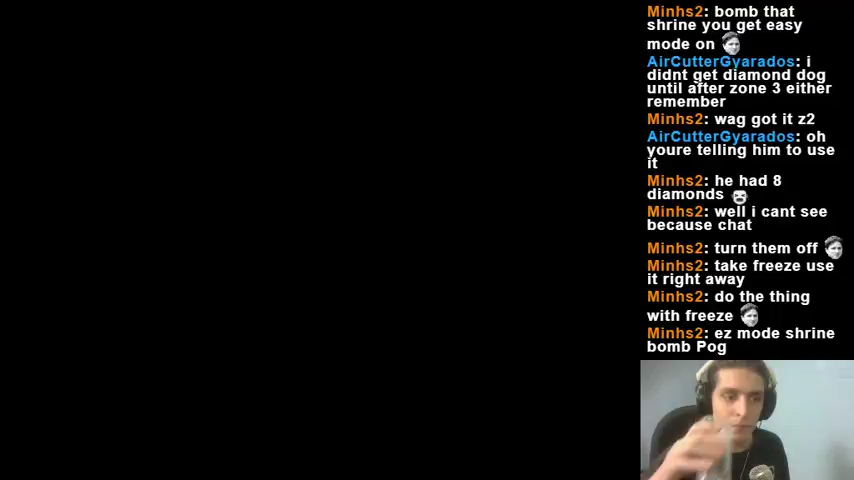 Minhs2: bomb that
shrine you get easy
mode on
AirCutterGyarados: i
didnt get diamond dog
until after zone 3 either
remember
Minhs2: wag got it z2
AirCutterGyarados: oh
youre telling him to use
it
Minhs2: he had 8
diamonds
Minhs2: well i cant see
because chat
Minhs2: turn them off
Minhs2: take freeze use
it right away
Minhs2: do the thing
with freeze
Minhs2: ez mode shrine
bomb Pog